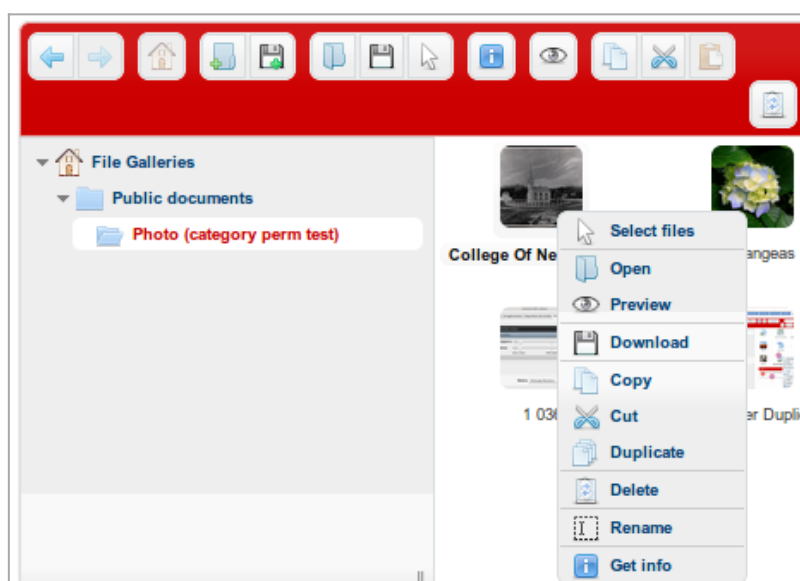 File Galleries
Public documents
Photo (category perm test)
College Of Ne
angeas
1 036
er Dupli
Select files
Open
Preview
Download
Copy
Cut
Duplicate
Delete
Rename
Get info